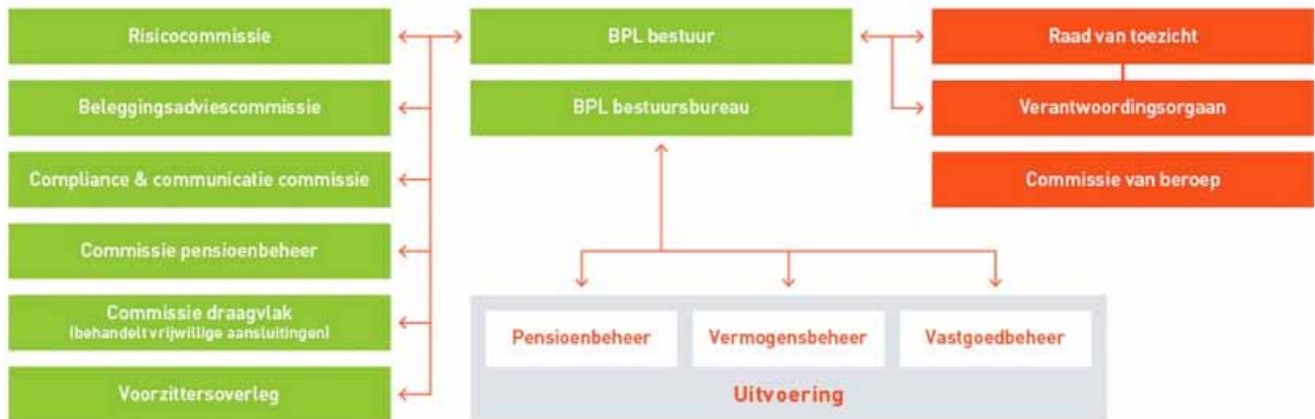 Risicocommissie
Beleggingsadviescommissie
Compliance & communicatie commissie
Commissie pensioenbeheer
Commissie draagvlak
(behandelt vrijwillige aansluitingen)
Voorzittersoverleg
BPL bestuur
BPL bestuursbureau
Raad van toezicht
Verantwoordingsorgaan
Commissie van beroep
Pensioenbeheer
Vermogensbeheer
Vastgoedbeheer
Uitvoering